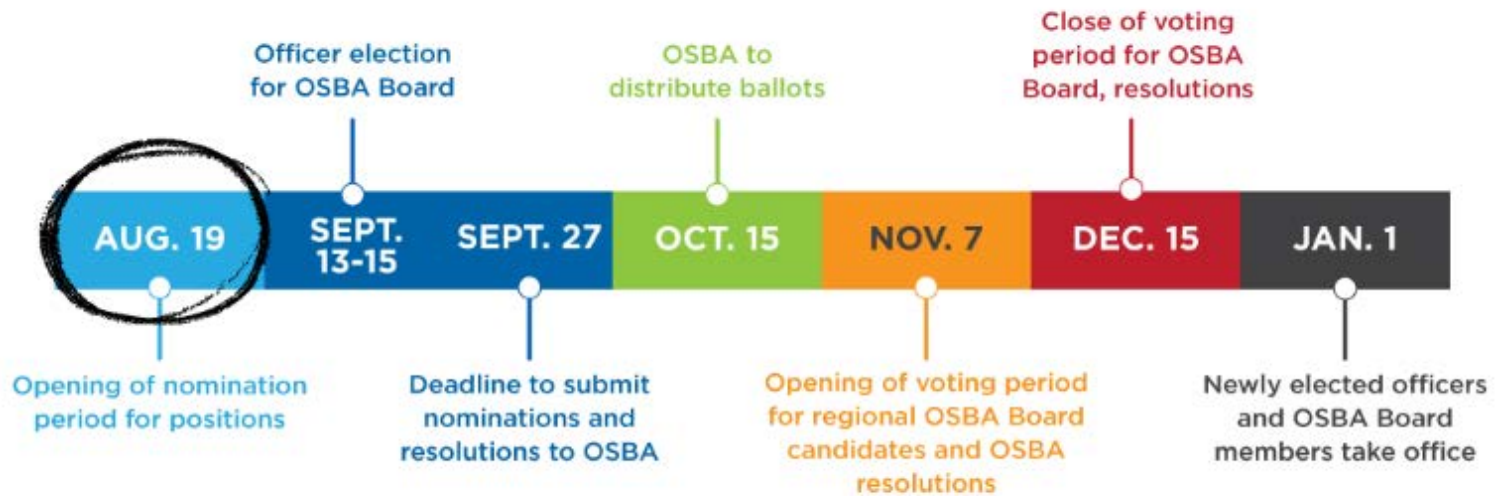 Officer election
for OSBA Board
OSBA to
distribute ballots
Close of voting
period for OSBA
Board, resolutions
AUG. 19
SEPT.
13-15
SEPT. 27
OCT. 15
NOV. 7
DEC. 15
JAN. 1
Opening of nomination
period for positions
Deadline to submit
nominations and
resolutions to OSBA
Opening of voting period
for regional OSBA Board
candidates and OSBA
resolutions
Newly elected officers
and OSBA Board
members take office